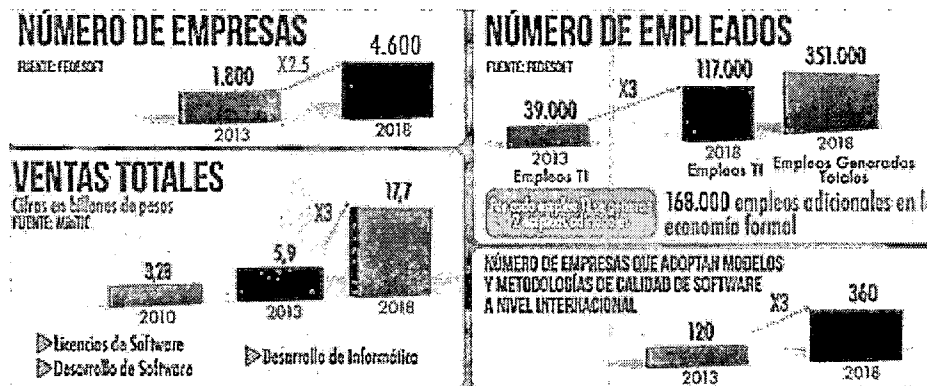 NÚMERO DE EMPRESAS
FUENTE: FEDESOFT
1.800
X2.5
4.600
2013
2018
VENTAS TOTALES
Cifras en billones de pesos
FUENTE: MinTIC
3,28
5,9
X3
17,7
2010
2013
2018
Licencias de Software
Desarrollo de Software
Desarrollo de Informática
NÚMERO DE EMPLEADOS
FUENTE: FEDESOFT
39.000
X3
117.000
351.000
2013
Empleos TI
2018
Empleos TI
2018
Empleos Generados
Totales
168.000 empleos adicionales en l
economía formal
NÚMERO DE EMPRESAS QUE ADOPTAN MODELOS
Y METODOLOGÍAS DE CALIDAD DE SOFTWARE
A NIVEL INTERNACIONAL
120
X3
360
2013
2018